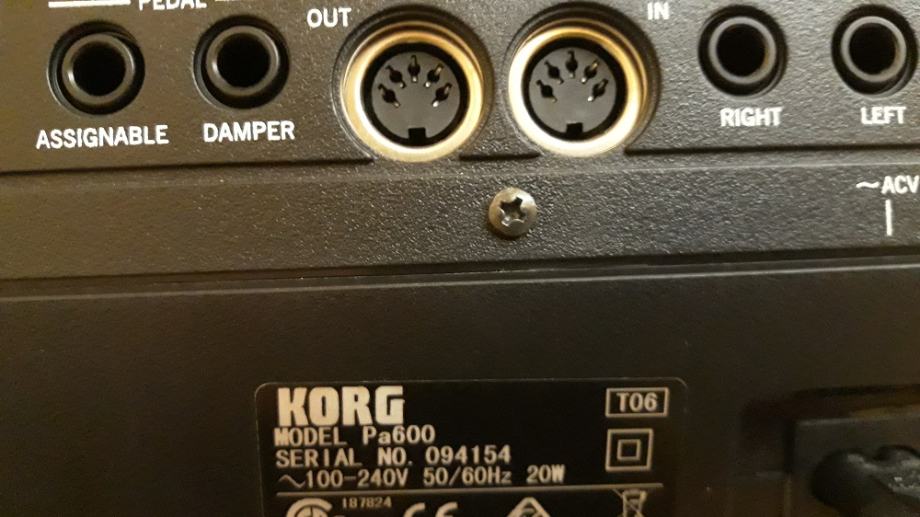 PEDAL
OUT
IN
ASSIGNABLE
DAMPER
RIGHT
LEFT
~ACV
KORG
T06
MODEL Pa600
SERIAL NO. 094154
~100-240V 50/60Hz 20W
187824
CE